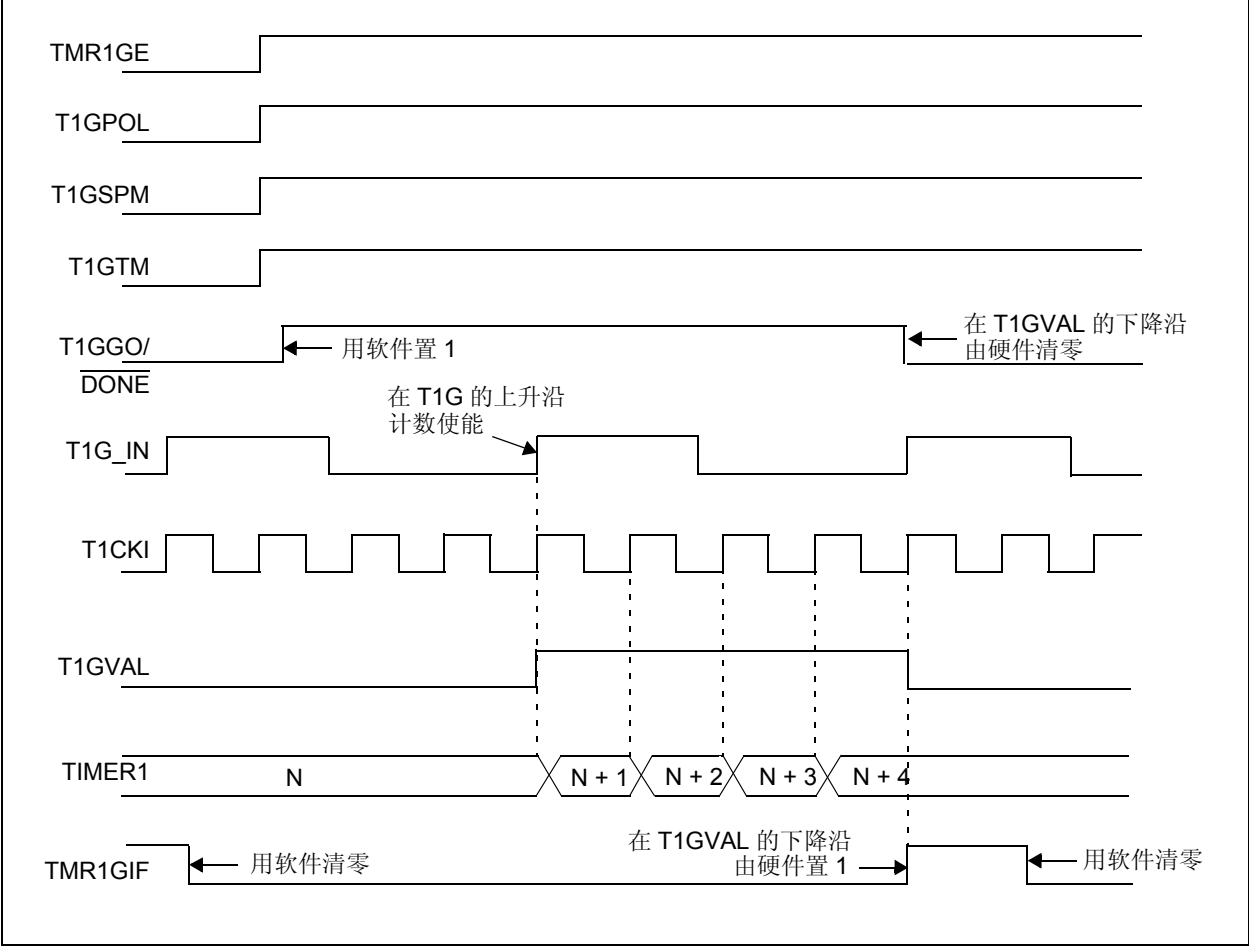 TMR1GE
T1GPOL
T1GSPM
T1GTM
T1GGO/
DONE
用软件置 1
在 T1GVAL 的下降沿
由硬件清零
在 T1G 的上升沿
计数使能
T1G_IN
T1CKI
T1GVAL
TIMER1
N
N + 1
N + 2
N + 3
N + 4
TMR1GIF
用软件清零
在 T1GVAL 的下降沿
由硬件置 1
用软件清零